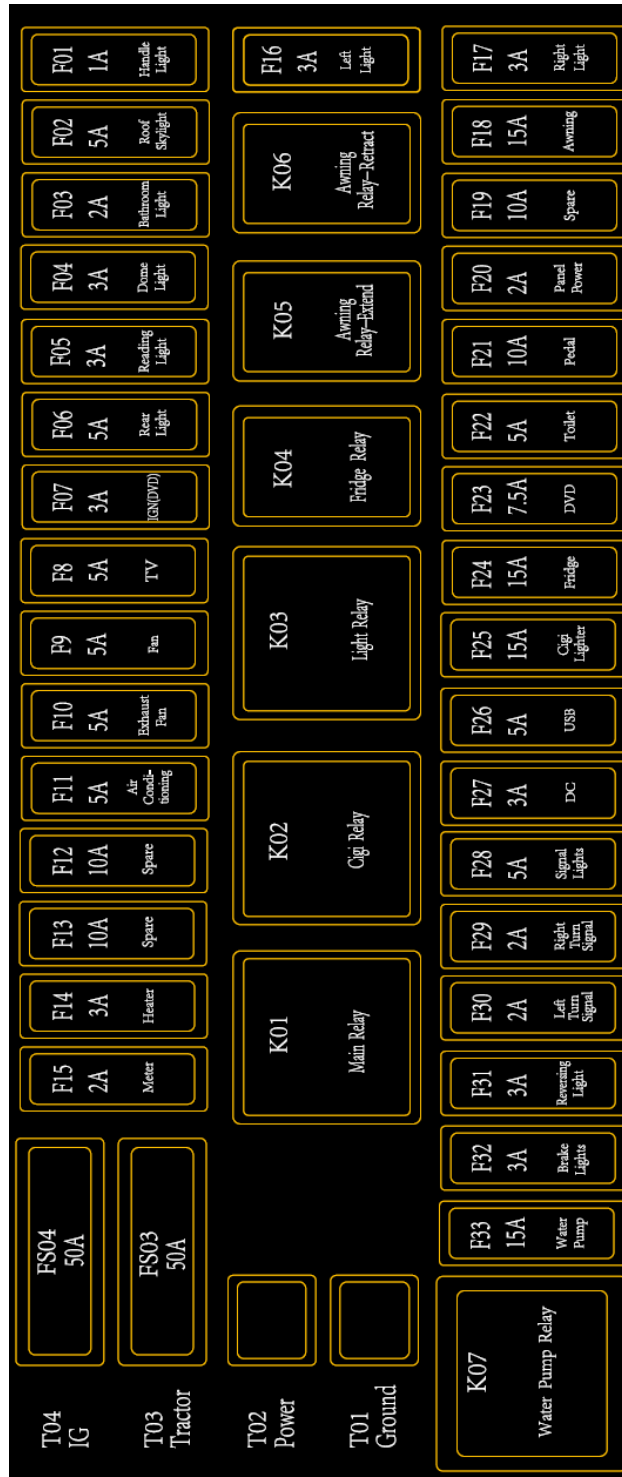 F01
1A
Handle
Light
F02
5A
Roof
Skylight
F03
2A
Bathroom
Light
F04
3A
Dome
Light
F05
3A
Reading
Light
F06
5A
Rear
Light
F07
3A
IGN(DVD)
F8
5A
TV
F9
5A
Fan
F10
5A
Exhaust
Fan
F11
5A
Air
Condi-
tioning
F12
10A
Spare
F13
10A
Spare
F14
3A
Heater
F15
2A
Meter
FS04
50A
FS03
50A
T04
IG
T03
Tractor
F16
3A
Left
Light
K06
Awning
Relay-Retract
K05
Awning
Relay-Extend
K04
Fridge Relay
K03
Light Relay
K02
Cigi Relay
K01
Main Relay
T02
Power
T01
Ground
F17
3A
Right
Light
F18
15A
Awning
F19
10A
Spare
F20
2A
Panel
Power
F21
10A
Pedal
F22
5A
Toilet
F23
7.5A
DVD
F24
15A
Fridge
F25
15A
Cigi
Lighter
F26
5A
USB
F27
3A
DC
F28
5A
Signal
Lights
F29
2A
Right
Turn
Signal
F30
2A
Left
Turn
Signal
F31
3A
Reversing
Light
F32
3A
Brake
Lights
F33
15A
Water
Pump
K07
Water Pump Relay